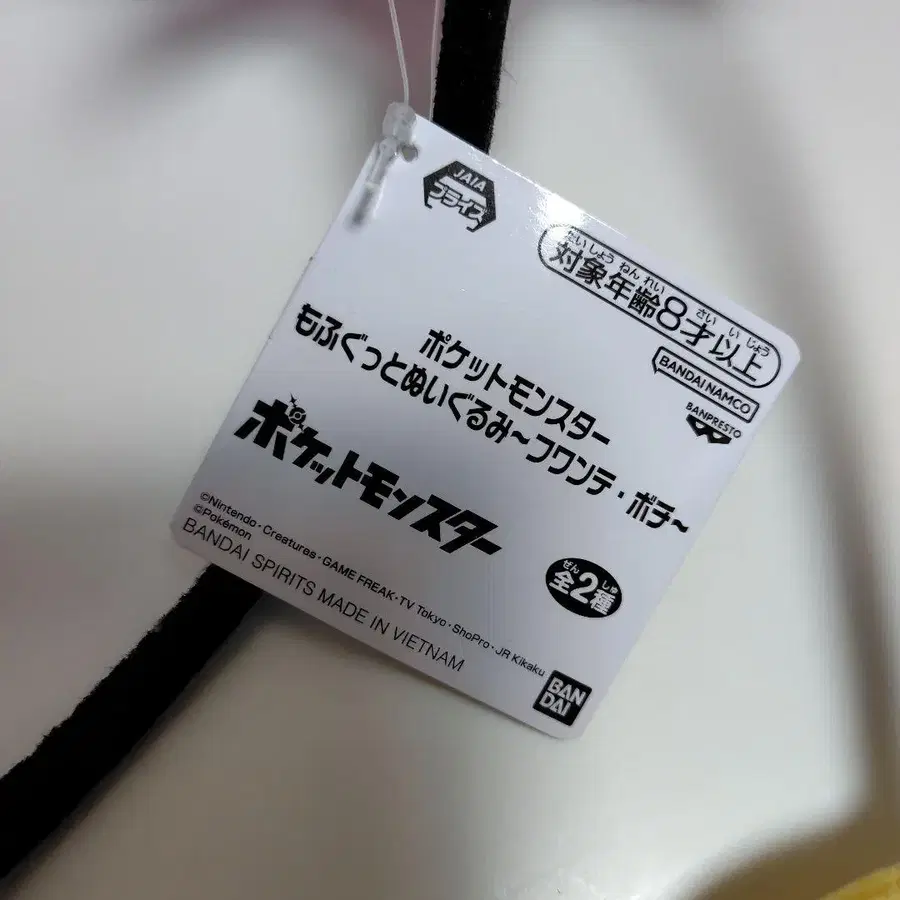 JAIA
プライズ
たいしょうねんれい さい いじょう
対象年齢8才以上
BANDAI NAMCO
BANPRESTO
ポケットモンスター
もふぐっとぬいぐるみ〜フワンテ・ボチ〜
ポケットモンスター
ぜん しゅ
全2種
©Nintendo・Creatures・GAME FREAK・TV Tokyo・ShoPro・JR Kikaku
©Pokémon
BANDAI SPIRITS MADE IN VIETNAM
BAN
DAI